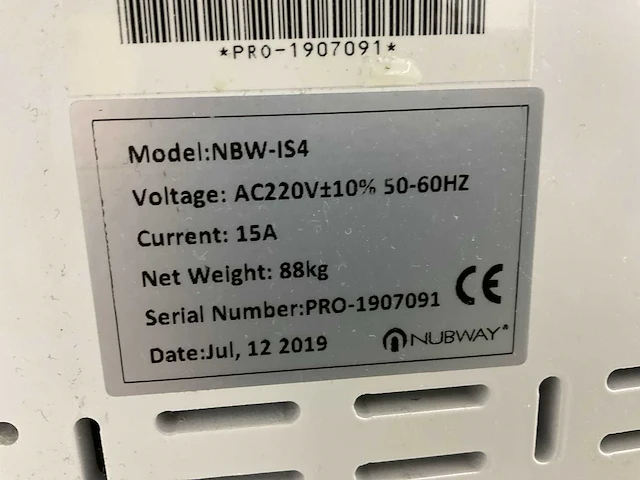 *PRO-1907091*
Model:NBW-IS4
Voltage: AC220V±10% 50-60HZ
Current: 15A
Net Weight: 88kg
Serial Number:PRO-1907091
CE
Date:Jul, 12 2019
NUBWAY®